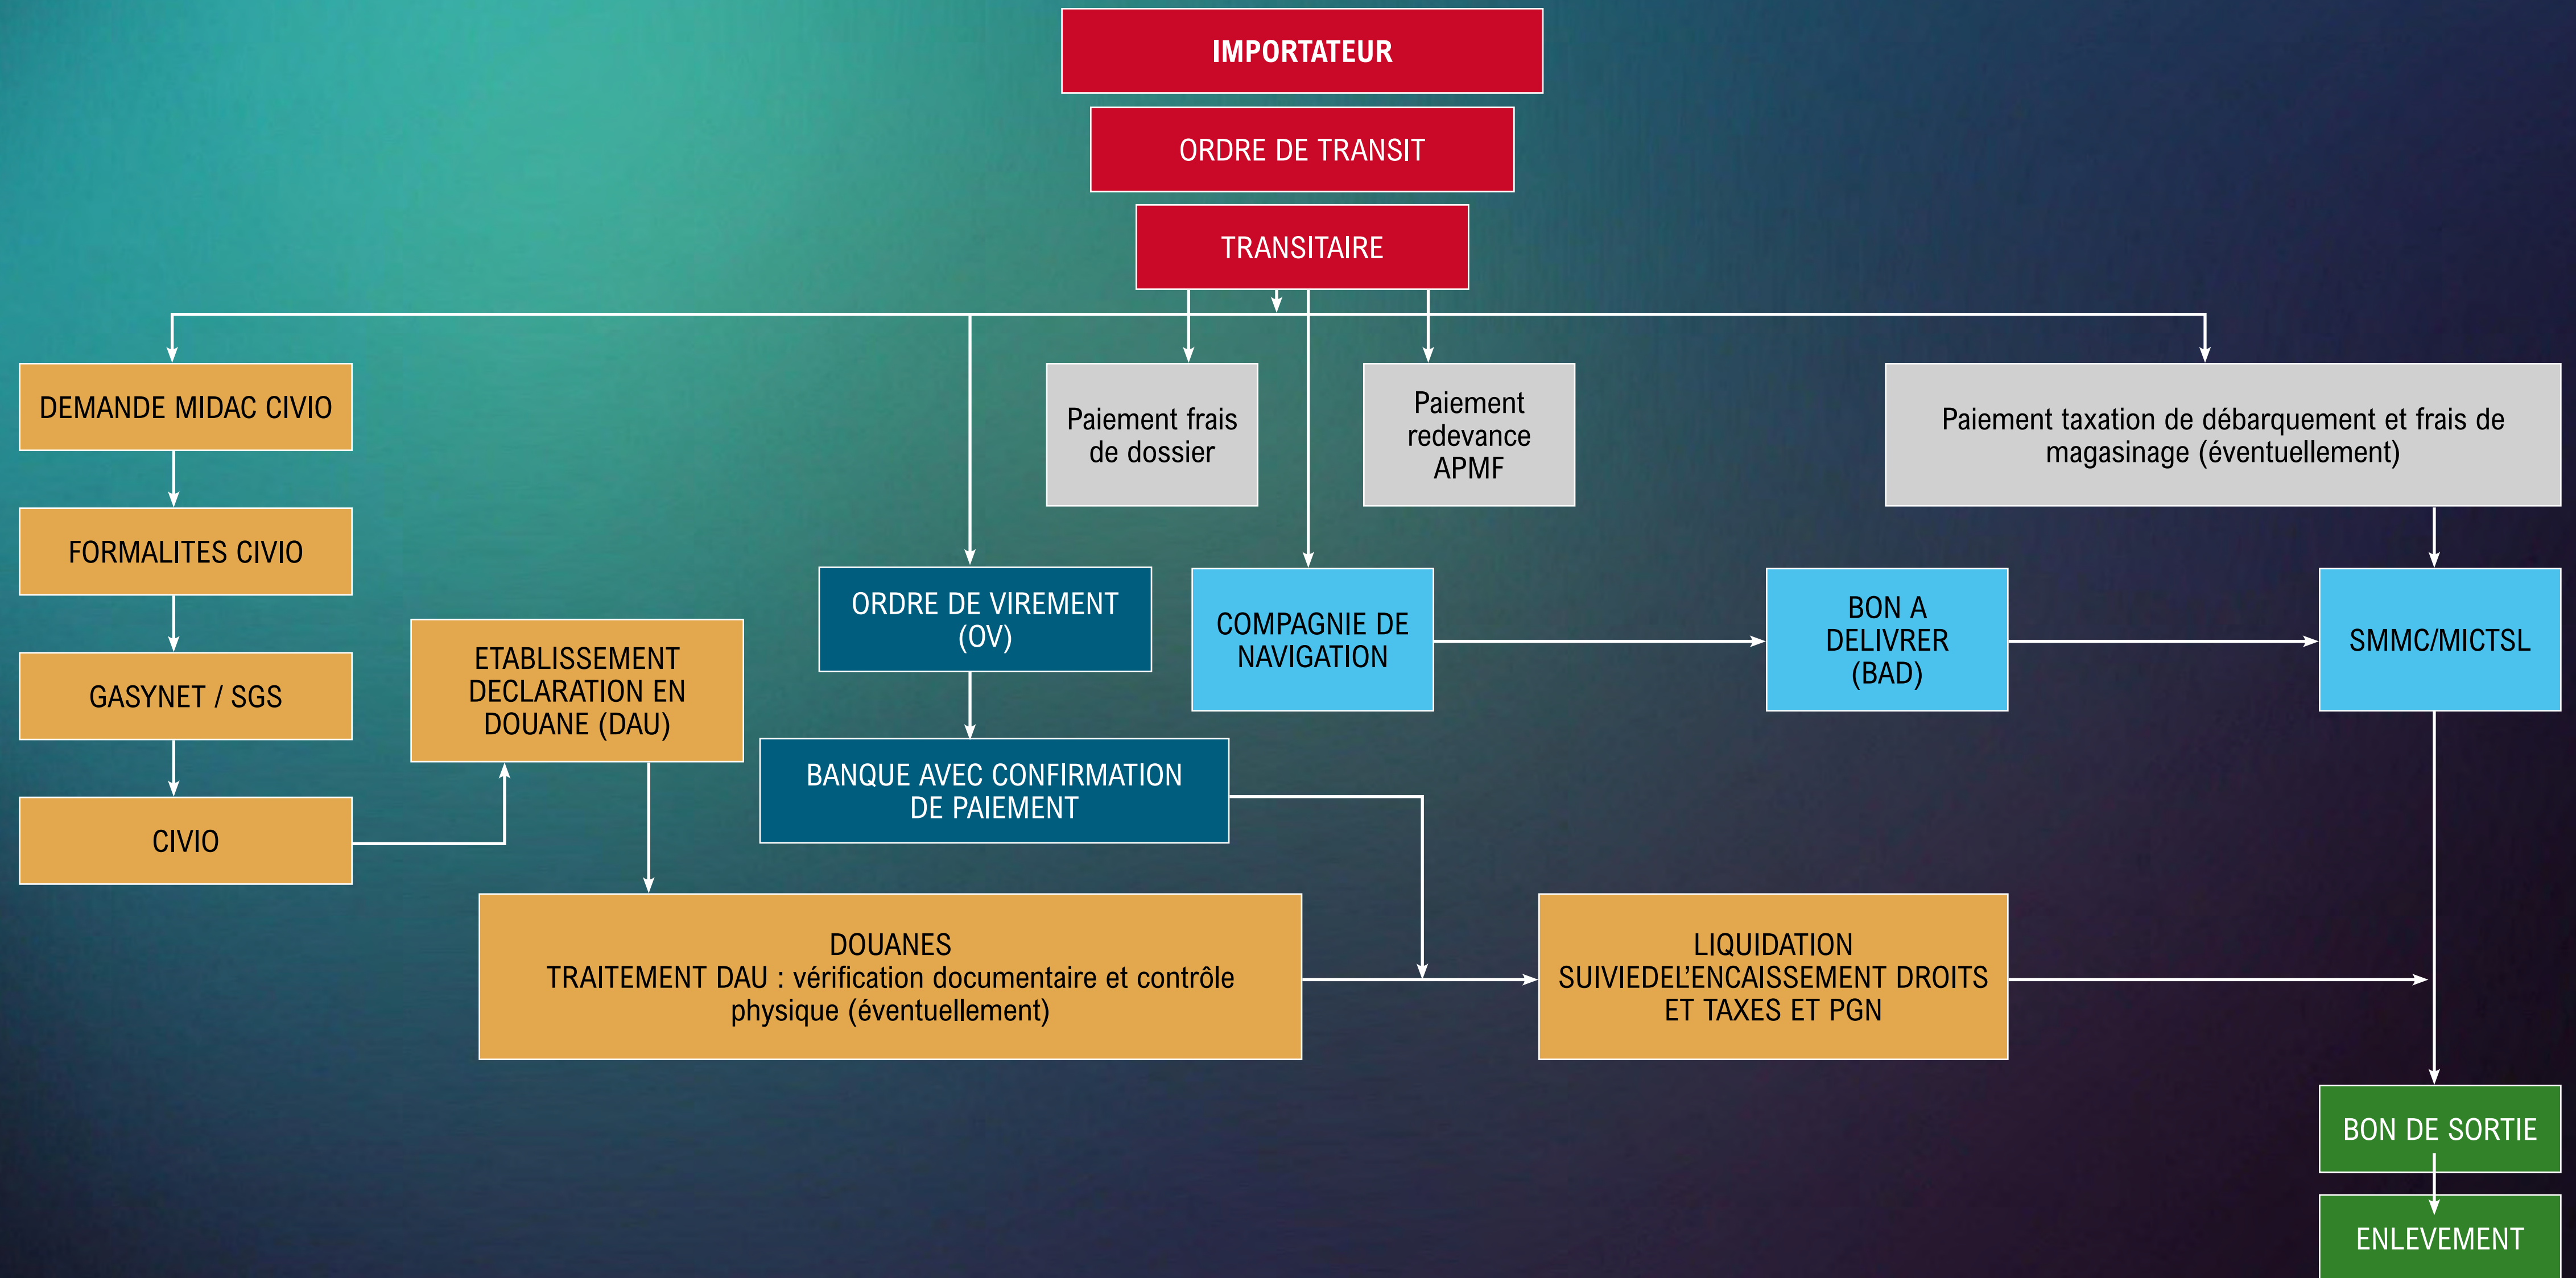 IMPORTATEUR
ORDRE DE TRANSIT
TRANSITAIRE
DEMANDE MIDAC CIVIO
FORMALITES CIVIO
GASYNET / SGS
CIVIO
ETABLISSEMENT
DECLARATION EN
DOUANE (DAU)
Paiement frais
de dossier
Paiement
redevance
APMF
Paiement taxation de débarquement et frais de
magasinage (éventuellement)
ORDRE DE VIREMENT
(OV)
BANQUE AVEC CONFIRMATION
DE PAIEMENT
COMPAGNIE DE
NAVIGATION
BON A
DELIVRER
(BAD)
SMMC/MICTSL
DOUANES
TRAITEMENT DAU : vérification documentaire et contrôle
physique (éventuellement)
LIQUIDATION
SUIVIEDEL’ENCAISSEMENT DROITS
ET TAXES ET PGN
BON DE SORTIE
ENLEVEMENT